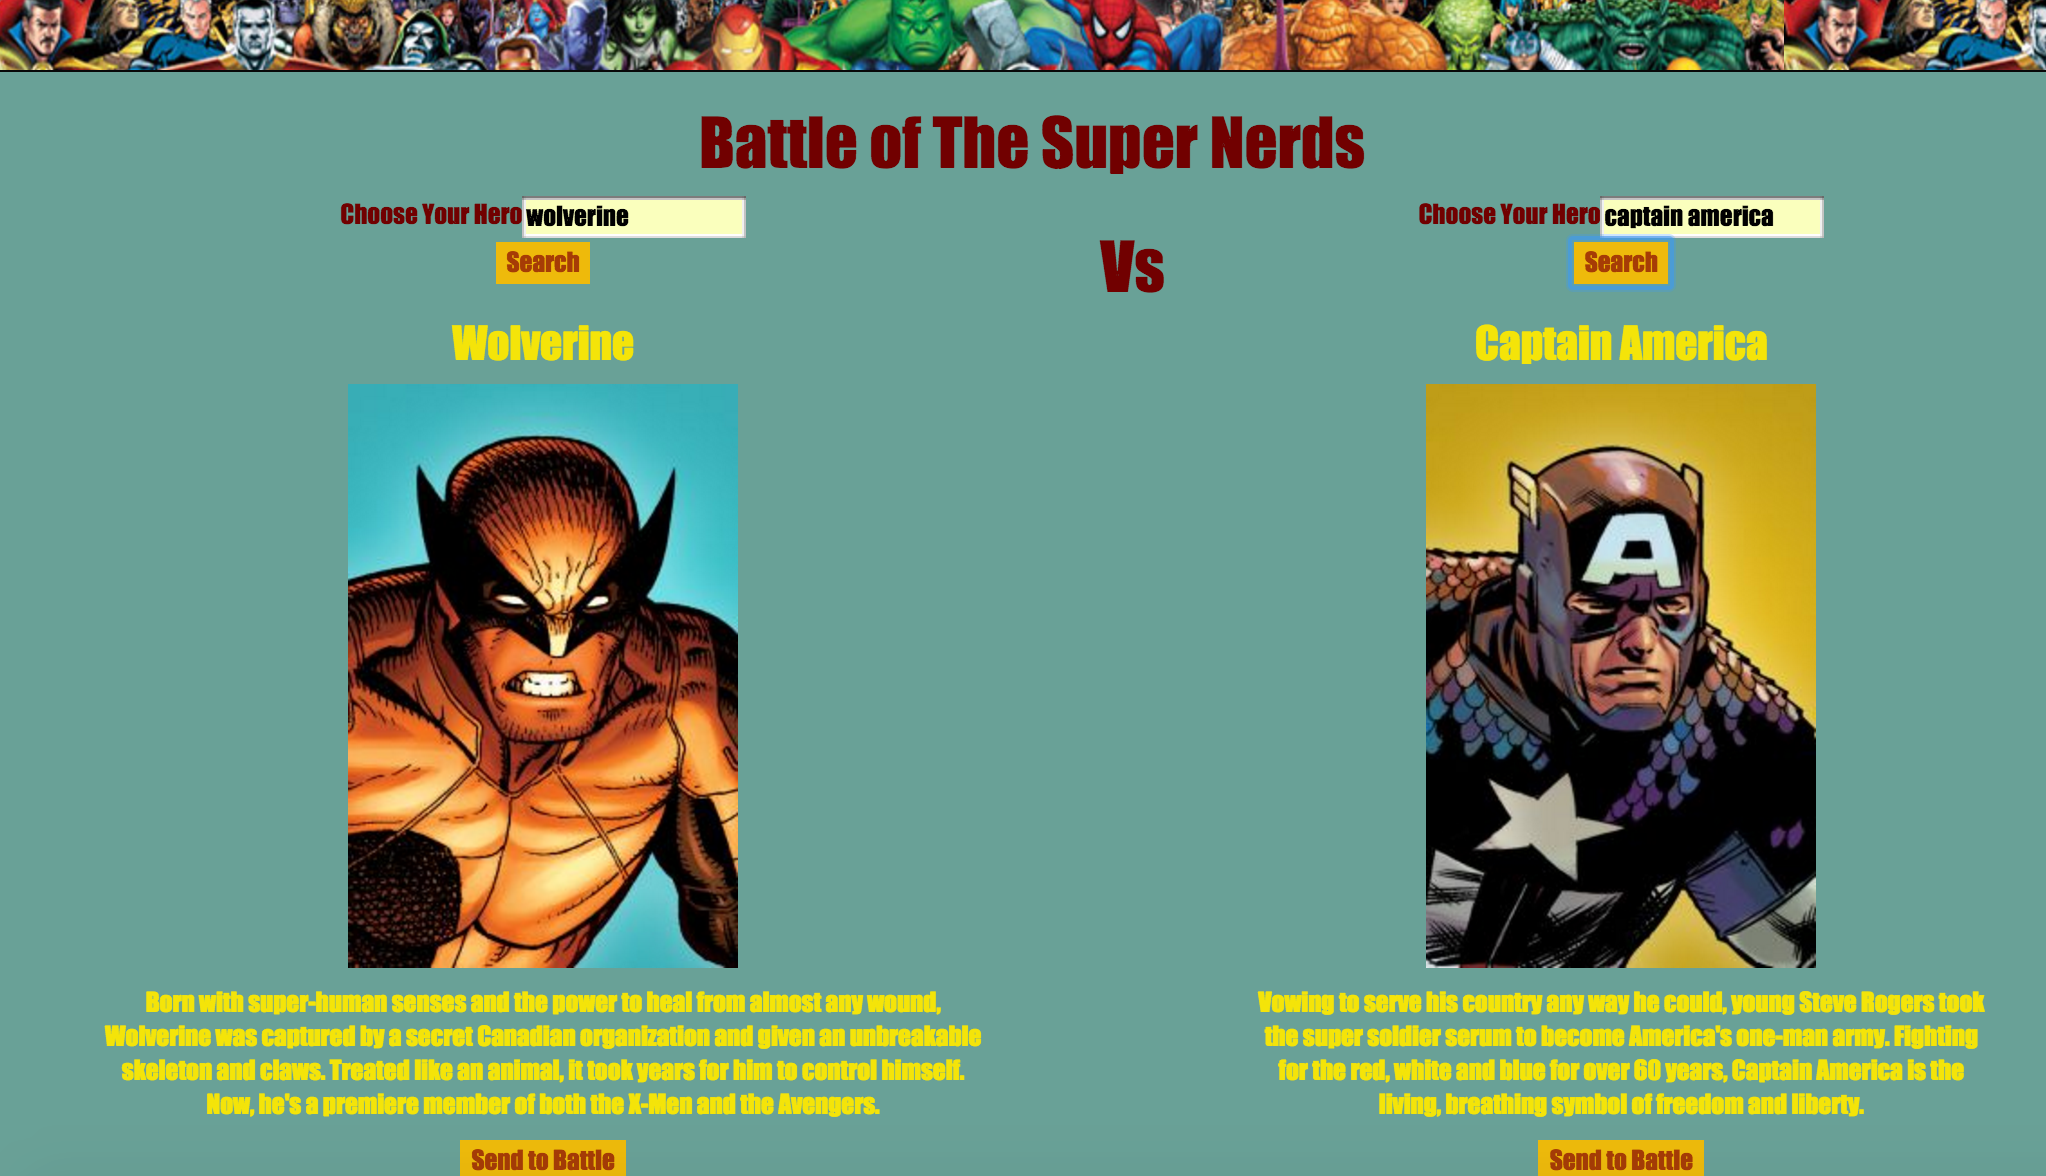 Battle of The Super Nerds
Choose Your Hero wolverine
Search
Wolverine
Born with super-human senses and the power to heal from almost any wound,
Wolverine was captured by a secret Canadian organization and given an unbreakable
skeleton and claws. Treated like an animal, it took years for him to control himself.
Now, he's a premiere member of both the X-Men and the Avengers.
Send to Battle
Vs
Choose Your Hero captain america
Search
Captain America
A
Vowing to serve his country any way he could, young Steve Rogers took
the super soldier serum to become America's one-man army. Fighting
for the red, white and blue for over 60 years, Captain America is the
living, breathing symbol of freedom and liberty.
Send to Battle